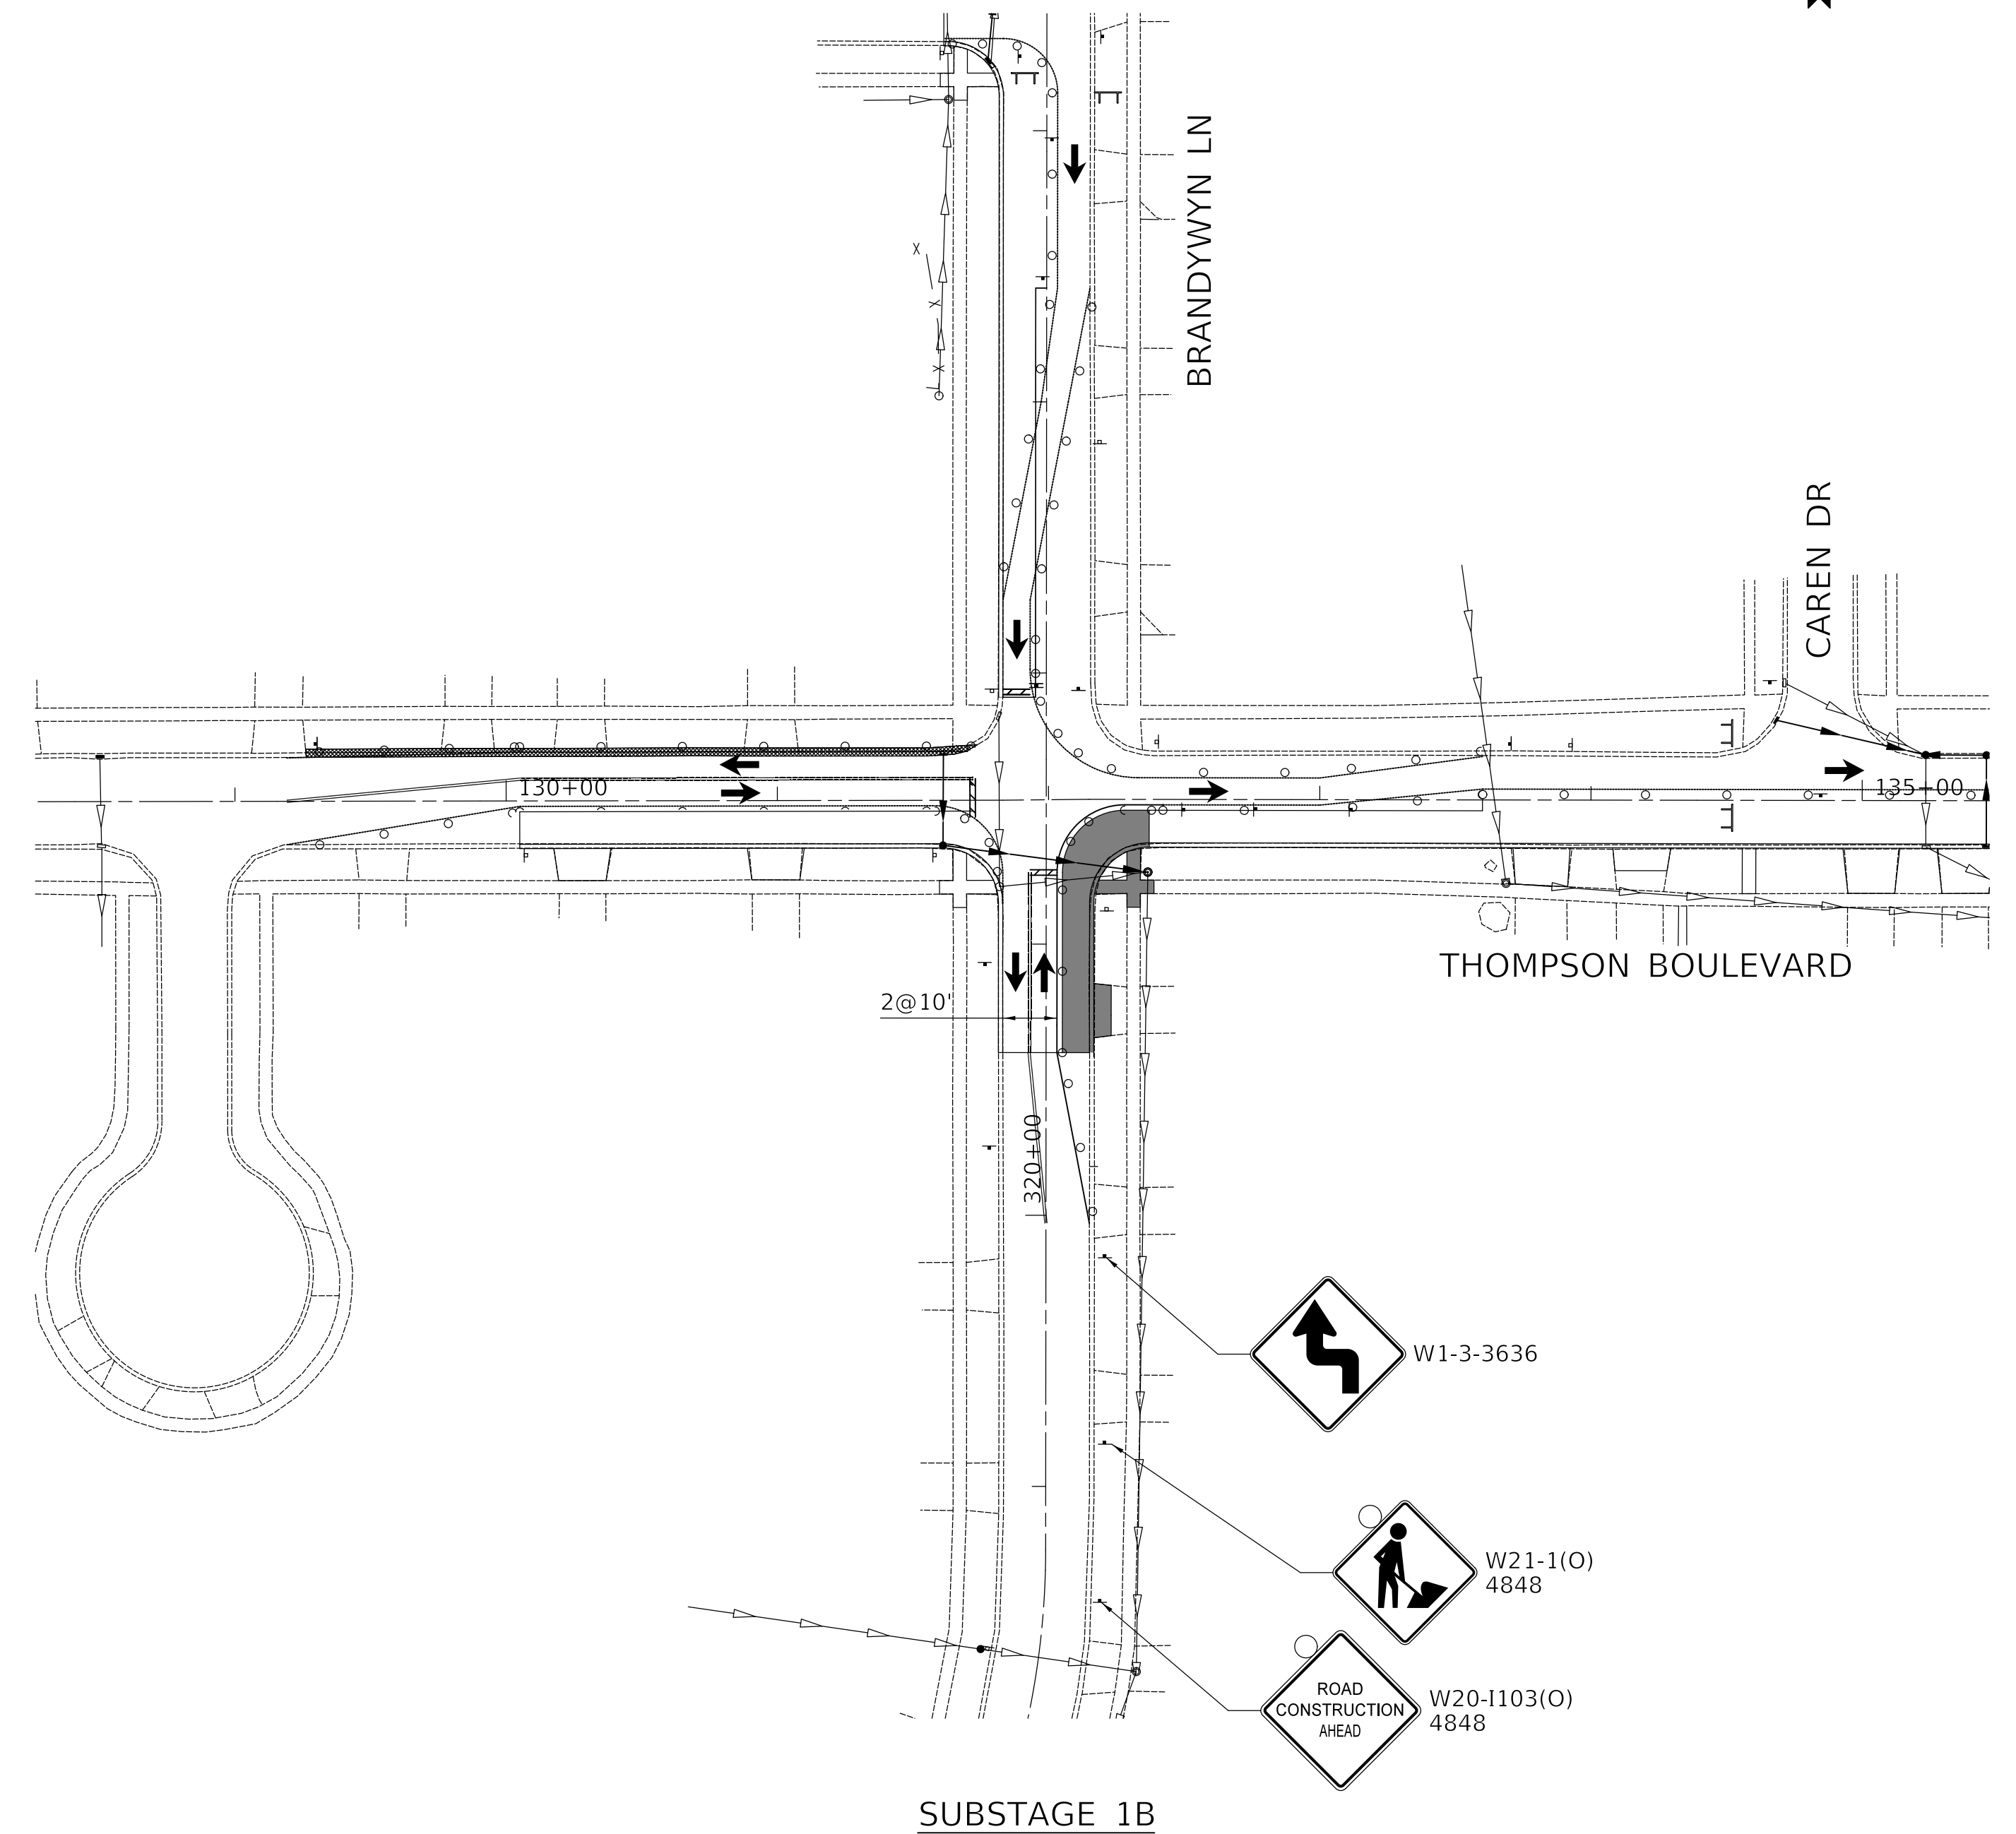 BRANDYWYN LN
CAREN DR
130+00
135+00
THOMPSON BOULEVARD
2@10'
320+00
W1-3-3636
W21-1(O)
4848
ROAD
CONSTRUCTION
AHEAD
W20-I103(O)
4848
SUBSTAGE 1B